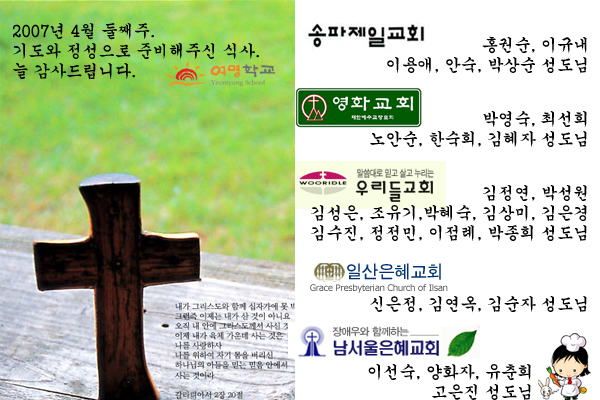 2007년 4월 둘째주.
기도와 정성으로 준비해주신 식사.
늘 감사드립니다.
여명학교
Yeomyung School
내가 그리스도와 함께 십자가에 못 박
그런즉 이제는 내가 산 것이 아니요
오직 내 안에 그리스도께서 사신 것
이제 내가 육체 가운데 사는 것은
나를 사랑하사
나를 위하여 자기 몸을 버리신
하나님의 아들을 믿는 믿음 안에서
사는 것이라
갈라디아서 2장 20절
송파제일교회
홍권순, 이규내
이용애, 안숙, 박상순 성도님
영화교회
대한예수교장로회
박영숙, 최선희
노안순, 한숙희, 김혜자 성도님
말씀대로 믿고 살고 누리는
WOORIDLE
우리들교회
김정연, 박성원
김성은, 조유기,박혜숙, 김상미, 김은경
김수진, 정정민, 이점례, 박종희 성도님
일산은혜교회
Grace Presbyterian Church of Ilsan
신은정, 김연옥, 김순자 성도님
장애우와 함께하는
남서울은혜교회
이선숙, 양화자, 유춘희
고은진 성도님